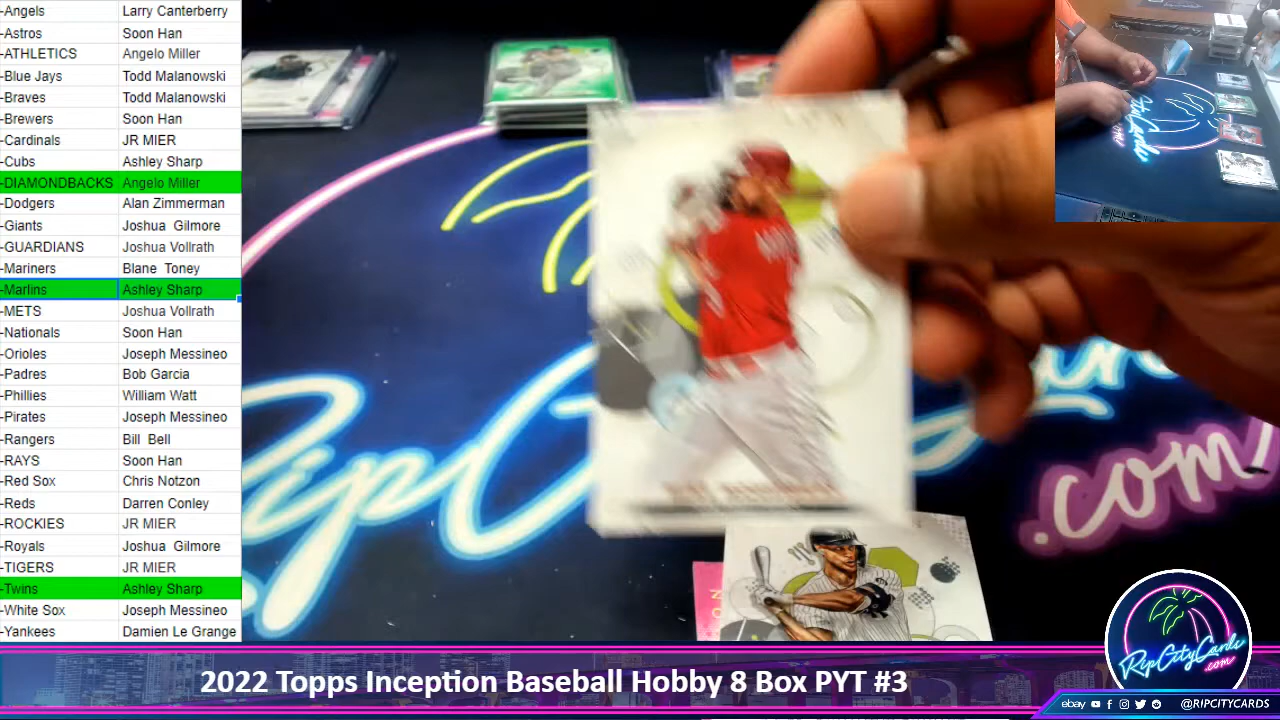 -Angels Larry Canterberry
-Astros Soon Han
-ATHLETICS Angelo Miller
-Blue Jays Todd Malanowski
-Braves Todd Malanowski
-Brewers Soon Han
-Cardinals JR MIER
-Cubs Ashley Sharp
-DIAMONDBACKS Angelo Miller
-Dodgers Alan Zimmerman
-Giants Joshua Gilmore
-GUARDIANS Joshua Vollrath
-Mariners Blane Toney
-Marlins Ashley Sharp
-METS Joshua Vollrath
-Nationals Soon Han
-Orioles Joseph Messineo
-Padres Bob Garcia
-Phillies William Watt
-Pirates Joseph Messineo
-Rangers Bill Bell
-RAYS Soon Han
-Red Sox Chris Notzon
-Reds Darren Conley
-ROCKIES JR MIER
-Royals Joshua Gilmore
-TIGERS JR MIER
-Twins Ashley Sharp
-White Sox Joseph Messineo
-Yankees Damien Le Grange
.com
2022 Topps Inception Baseball Hobby 8 Box PYT #3
RipCityCards
.com
ebay @RIPCITYCARDS